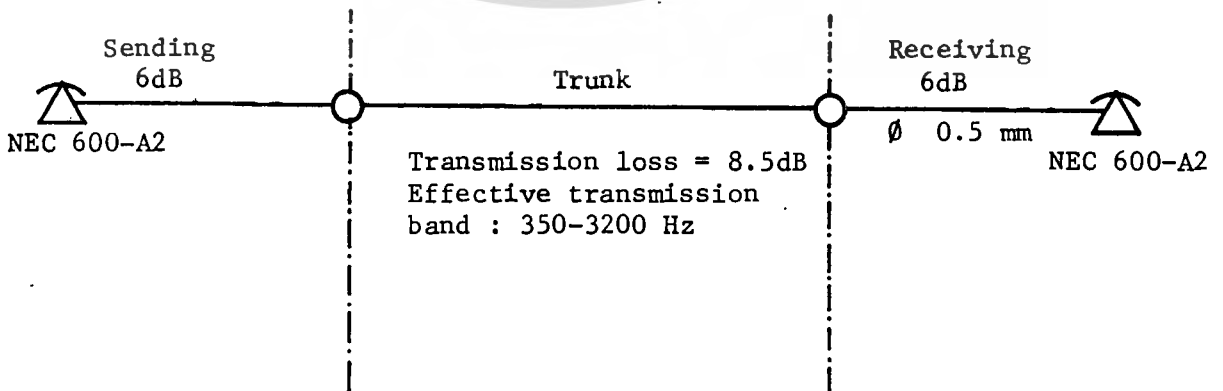 Sending
6dB
NEC 600-A2
Trunk
Transmission loss = 8.5dB
Effective transmission
band : 350-3200 Hz
Receiving
6dB
Ø 0.5 mm
NEC 600-A2